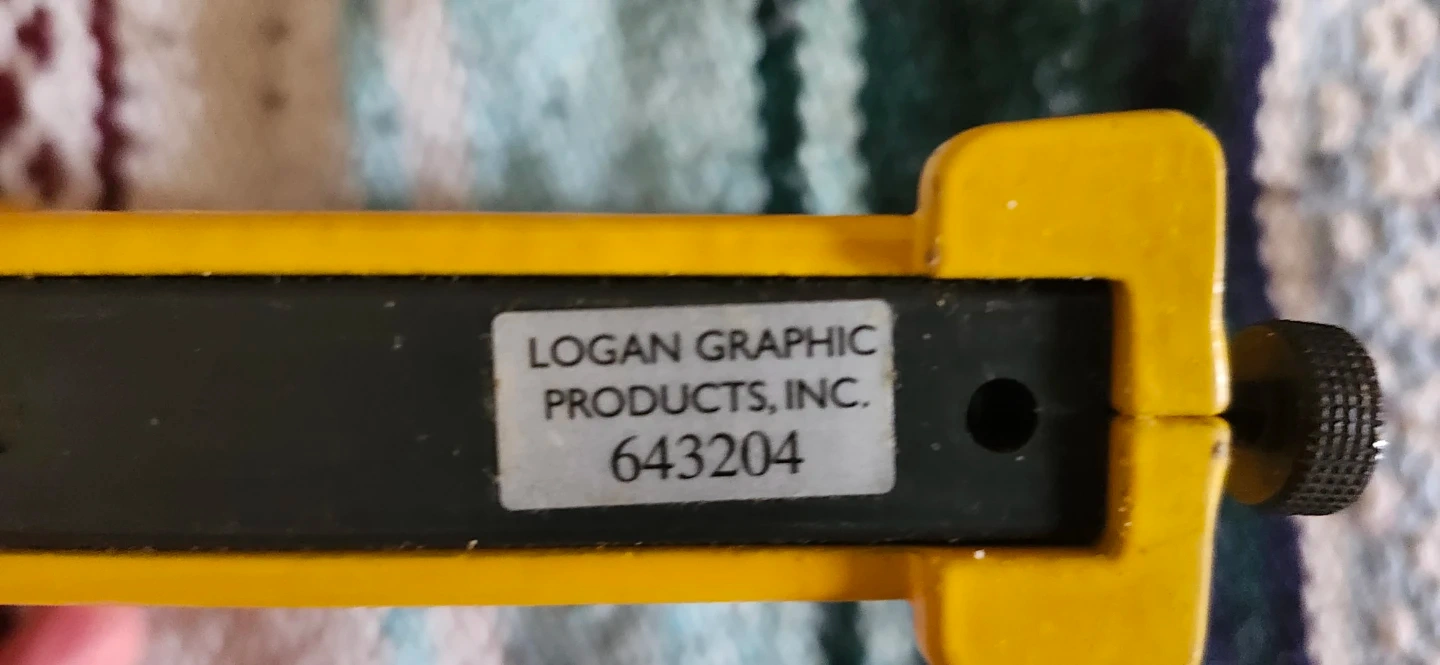 LOGAN GRAPHIC
PRODUCTS, INC.
643204